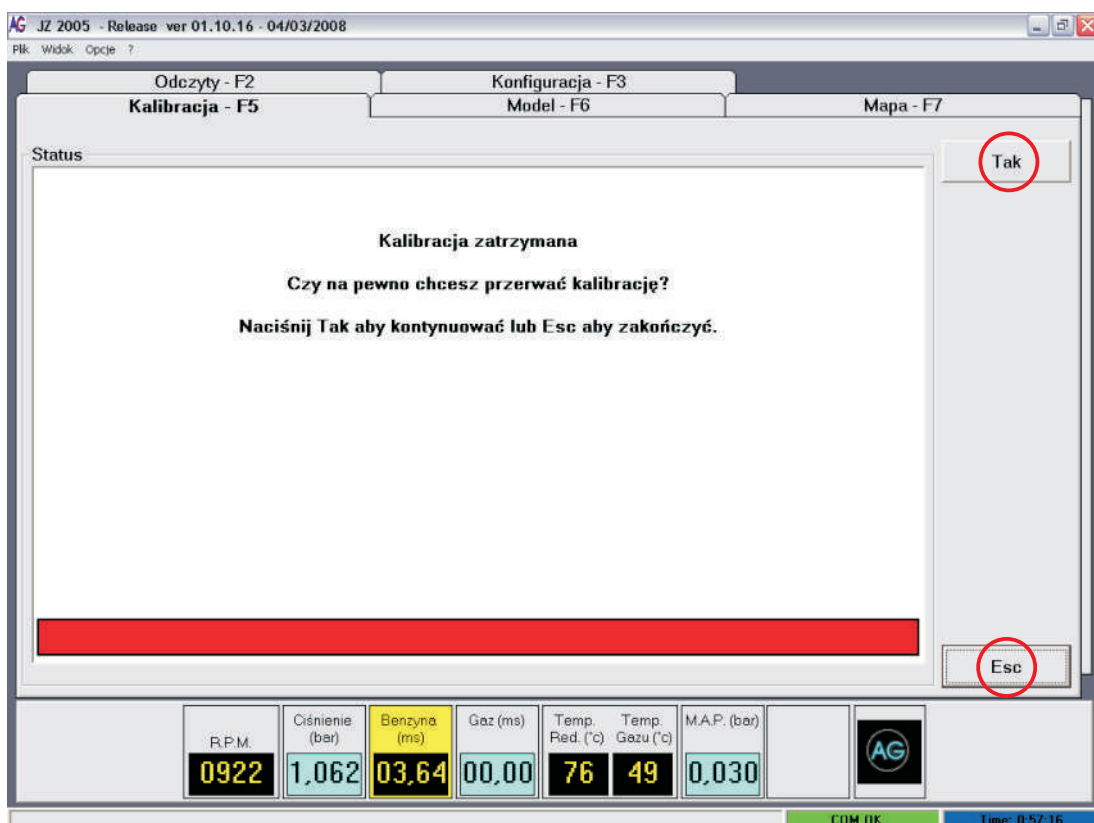 AG JZ 2005 - Release ver 01.10.16 - 04/03/2008
Plik Widok Opcje ?
Odczyty - F2 Konfiguracja - F3
Kalibracja - F5 Model - F6 Mapa - F7
Status
Tak
Kalibracja zatrzymana
Czy na pewno chcesz przerwać kalibrację?
Naciśnij Tak aby kontynuować lub Esc aby zakończyć.
Esc
R.P.M. Ciśnienie (bar) Benzyna (ms) Gaz (ms) Temp. Red. (°c) Temp. Gazu (°c) M.A.P. (bar)
0922 1,062 03,64 00,00 76 49 0,030 AG
COM OK Time: 0:57:16